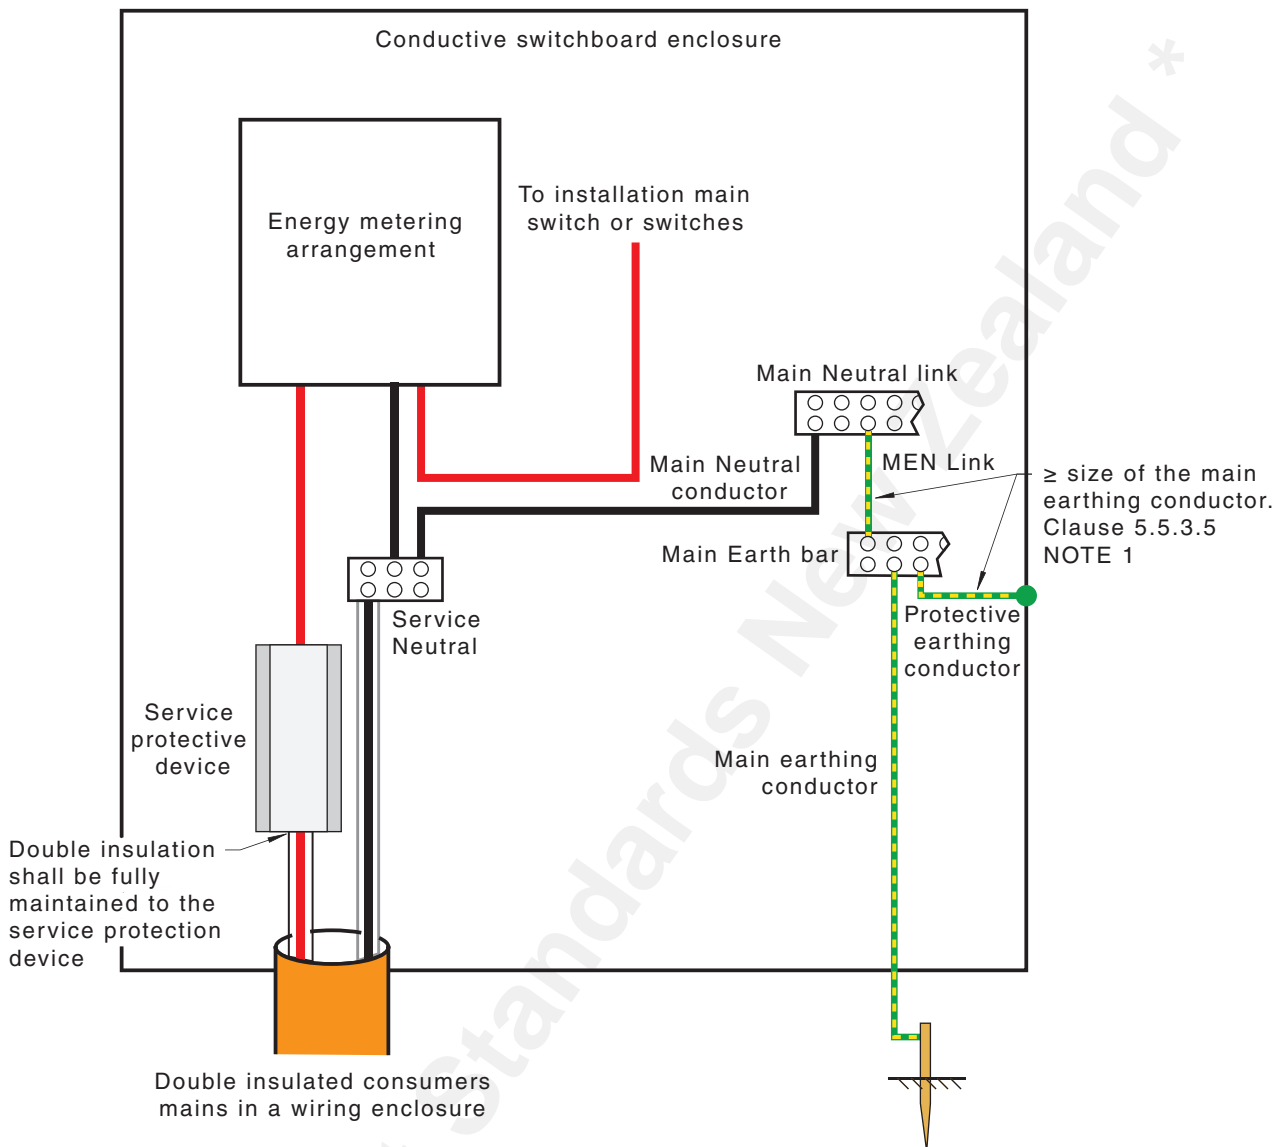 Conductive switchboard enclosure
Energy metering
arrangement
To installation main
switch or switches
Main Neutral link
Main Neutral
conductor
MEN Link
≥ size of the main
earthing conductor.
Clause 5.5.3.5
NOTE 1
Main Earth bar
Service
Neutral
Protective
earthing
conductor
Service
protective
device
Main earthing
conductor
Double insulation
shall be fully
maintained to the
service protection
device
Double insulated consumers
mains in a wiring enclosure
* Standards New Zealand *